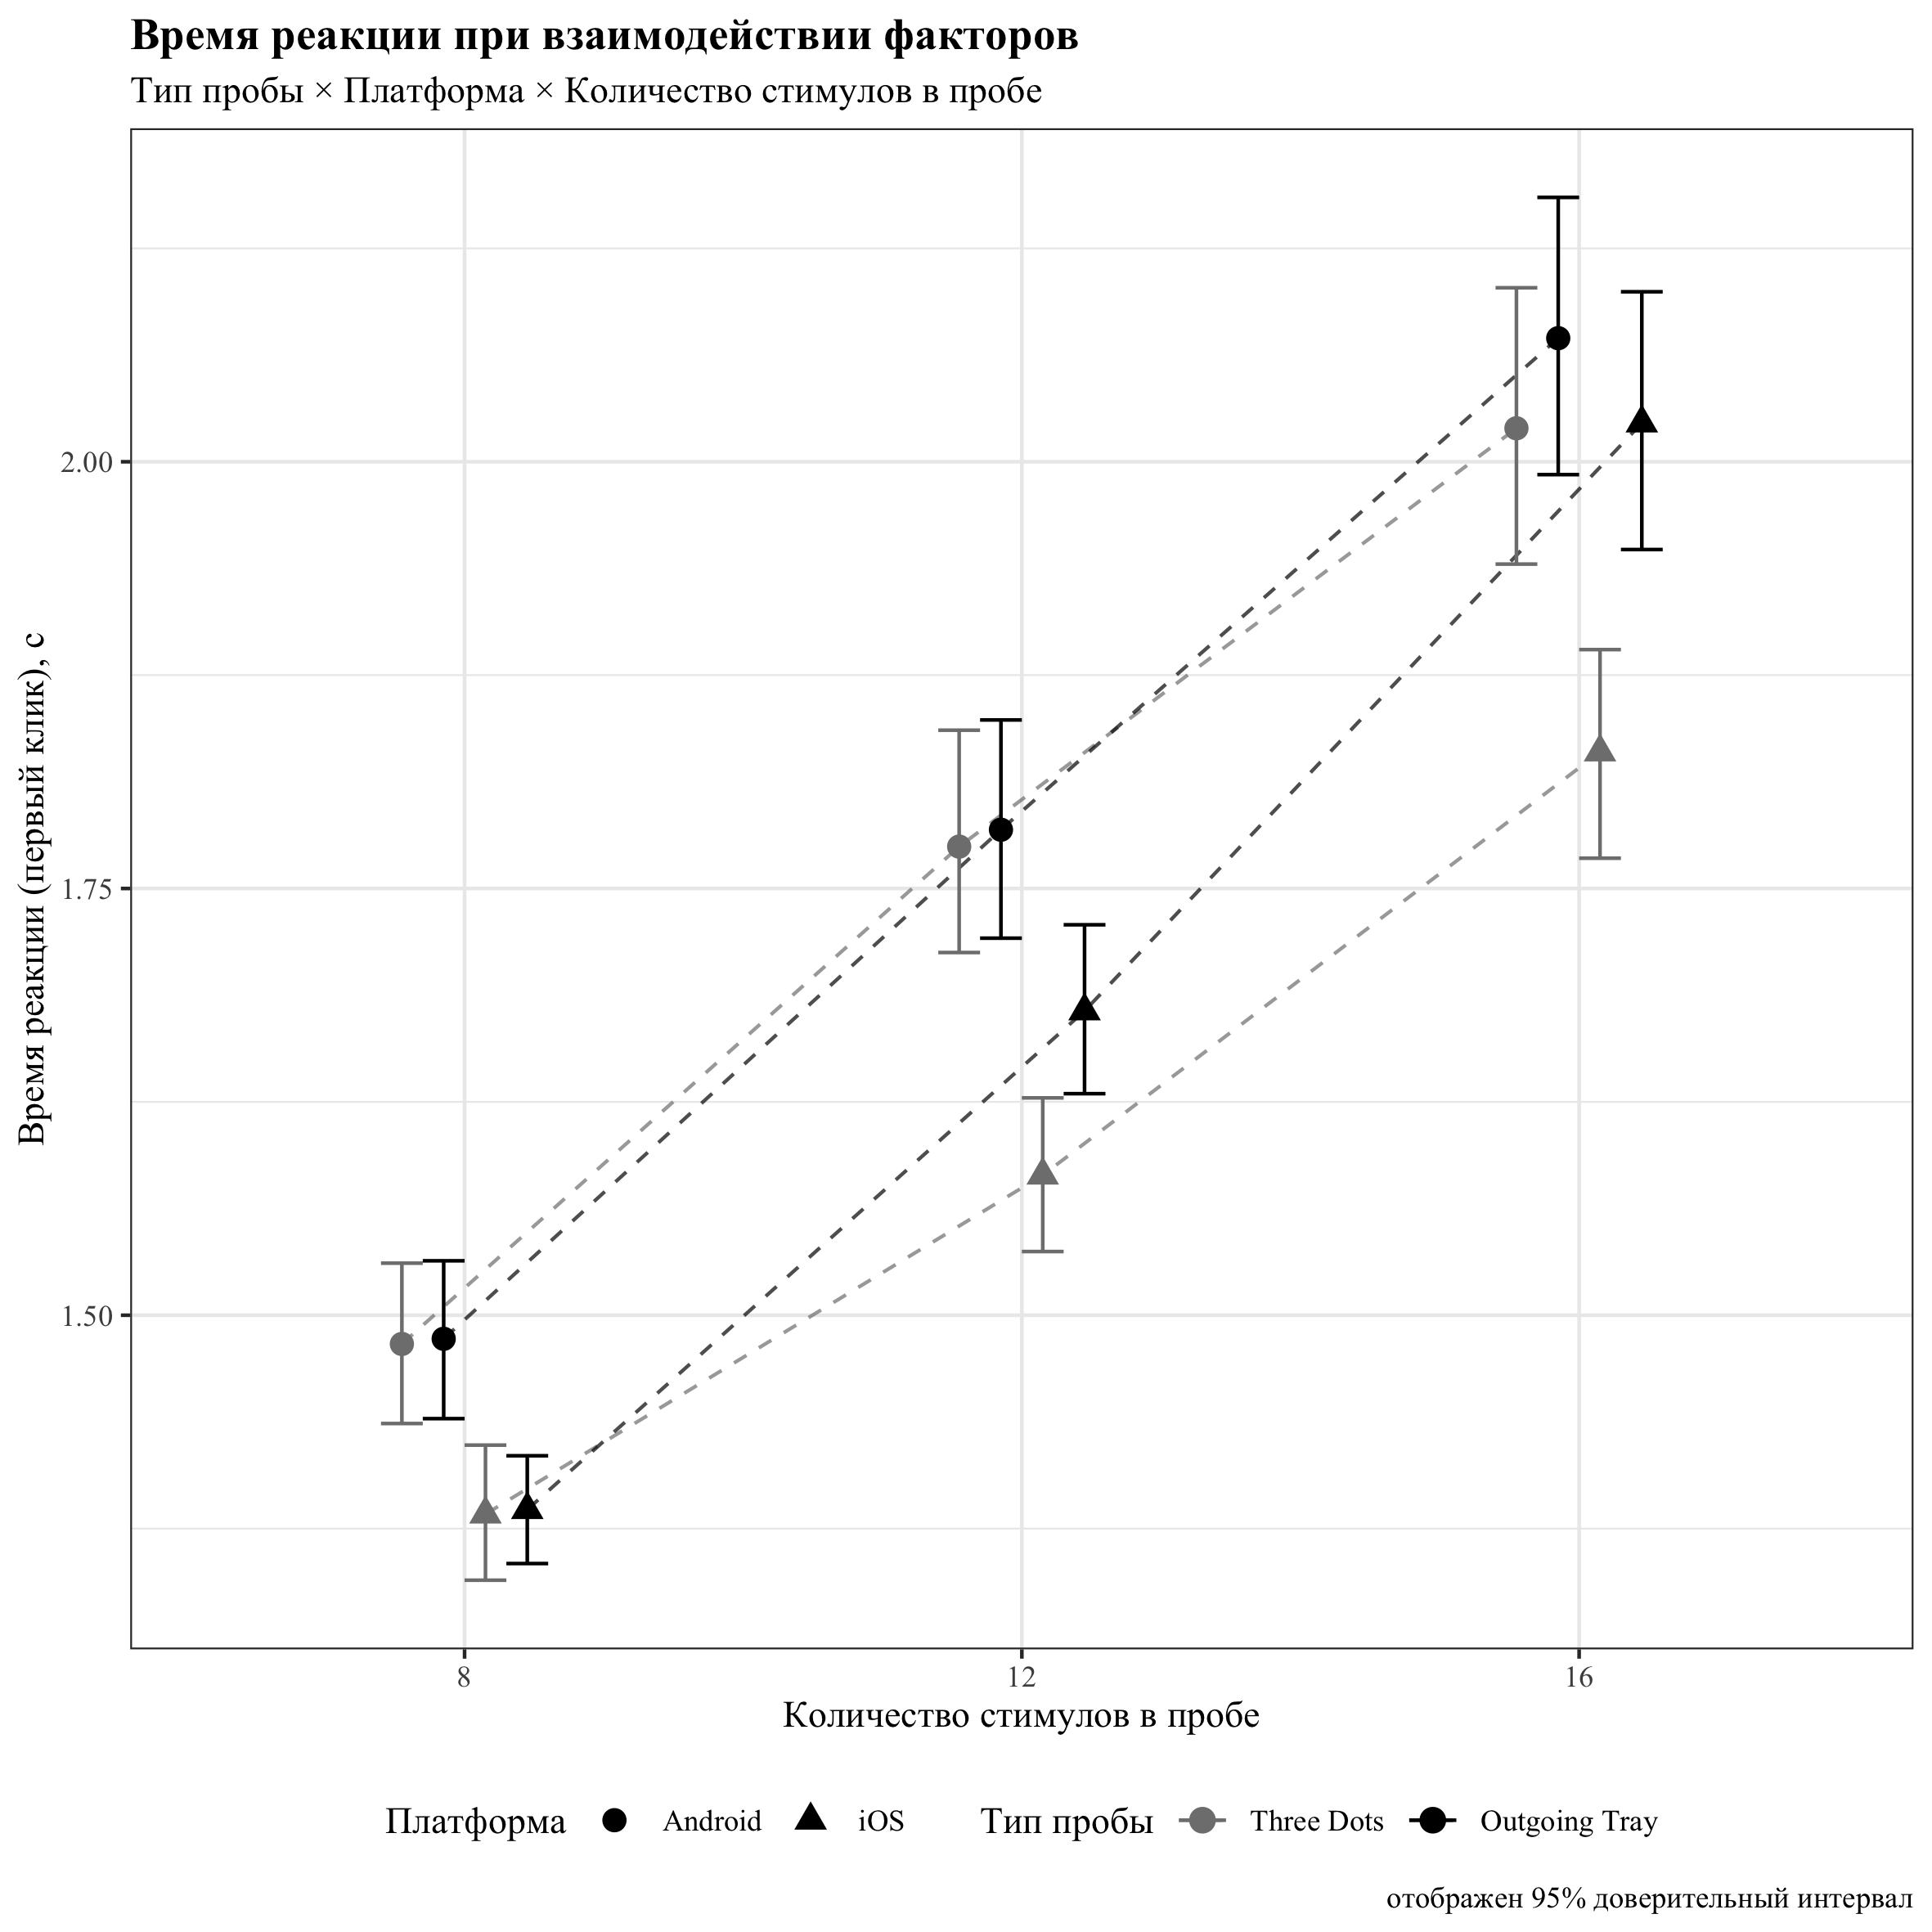 Время реакции при взаимодействии факторов
Тип пробы × Платформа × Количество стимулов в пробе
Время реакции (первый клик), с
2.00
1.75
1.50
8 12 16
Количество стимулов в пробе
Платформа Android iOS Тип пробы Three Dots Outgoing Tray
отображен 95% доверительный интервал